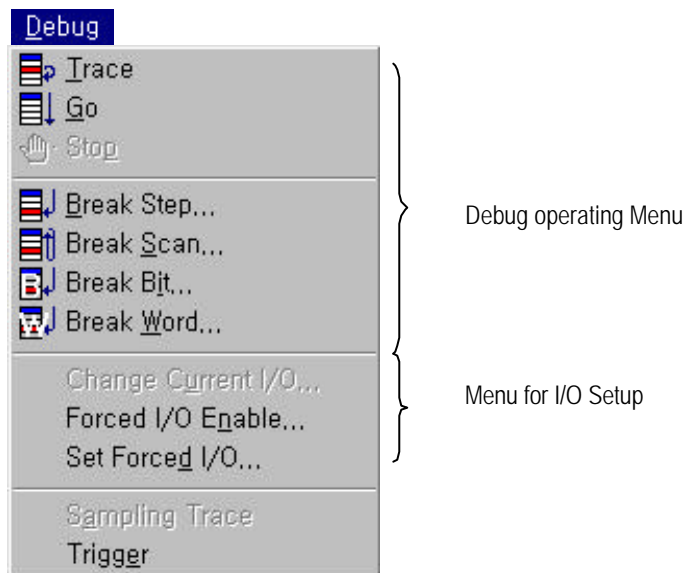 Debug
Trace
Go
Stop
Break Step...
Break Scan...
Break Bit...
Break Word...
Debug operating Menu
Change Current I/O...
Forced I/O Enable...
Set Forced I/O...
Menu for I/O Setup
Sampling Trace
Trigger